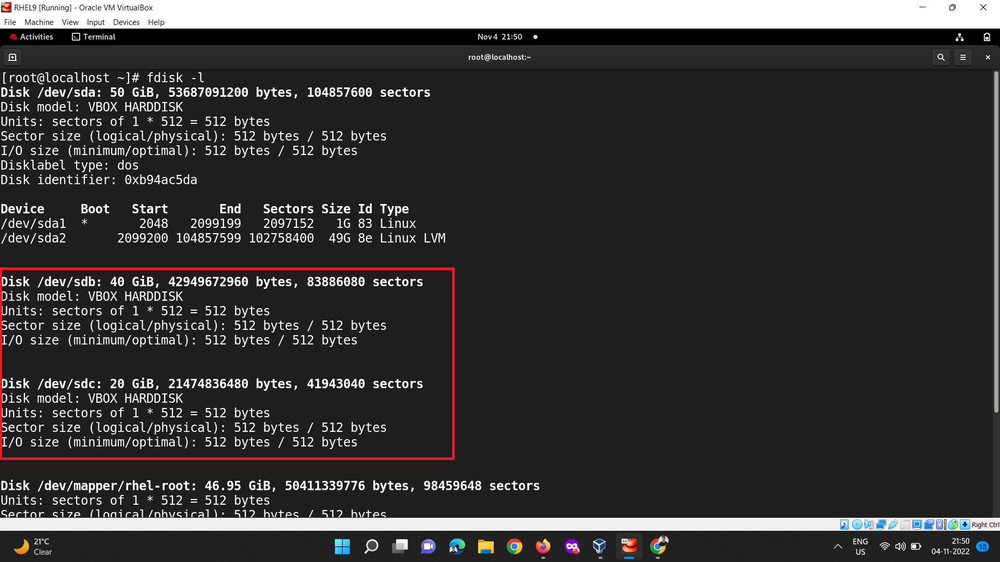 RHEL9 [Running] - Oracle VM VirtualBox
File Machine View Input Devices Help
Activities Terminal Nov 4 21:50
root@localhost:~
[root@localhost ~]# fdisk -l
Disk /dev/sda: 50 GiB, 53687091200 bytes, 104857600 sectors
Disk model: VBOX HARDDISK
Units: sectors of 1 * 512 = 512 bytes
Sector size (logical/physical): 512 bytes / 512 bytes
I/O size (minimum/optimal): 512 bytes / 512 bytes
Disklabel type: dos
Disk identifier: 0xb94ac5da
Device Boot Start End Sectors Size Id Type
/dev/sda1 * 2048 2099199 2097152 1G 83 Linux
/dev/sda2 2099200 104857599 102758400 49G 8e Linux LVM
Disk /dev/sdb: 40 GiB, 42949672960 bytes, 83886080 sectors
Disk model: VBOX HARDDISK
Units: sectors of 1 * 512 = 512 bytes
Sector size (logical/physical): 512 bytes / 512 bytes
I/O size (minimum/optimal): 512 bytes / 512 bytes
Disk /dev/sdc: 20 GiB, 21474836480 bytes, 41943040 sectors
Disk model: VBOX HARDDISK
Units: sectors of 1 * 512 = 512 bytes
Sector size (logical/physical): 512 bytes / 512 bytes
I/O size (minimum/optimal): 512 bytes / 512 bytes
Disk /dev/mapper/rhel-root: 46.95 GiB, 50411339776 bytes, 98459648 sectors
Units: sectors of 1 * 512 = 512 bytes
Sector size (logical/physical): 512 bytes / 512 bytes
Right Ctrl
21°C
Clear
64
ENG
US
21:50
04-11-2022
18